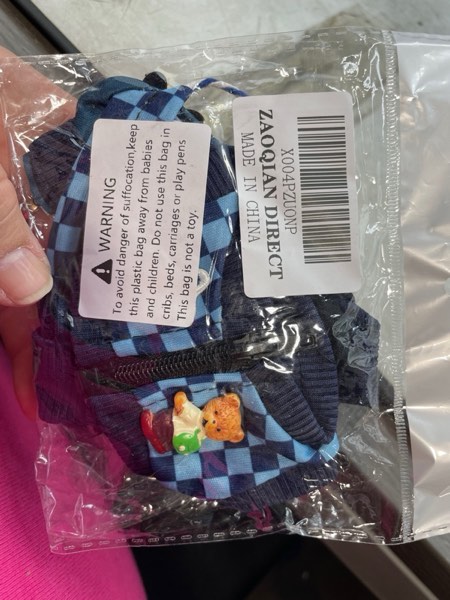 WARNING
To avoid danger of suffocation,keep
this plastic bag away from babies
and children. Do not use this bag in
cribs, beds, carriages or play pens
This bag is not a toy.
X004PZUONP
ZAOQIAN DIRECT
MADE IN CHINA